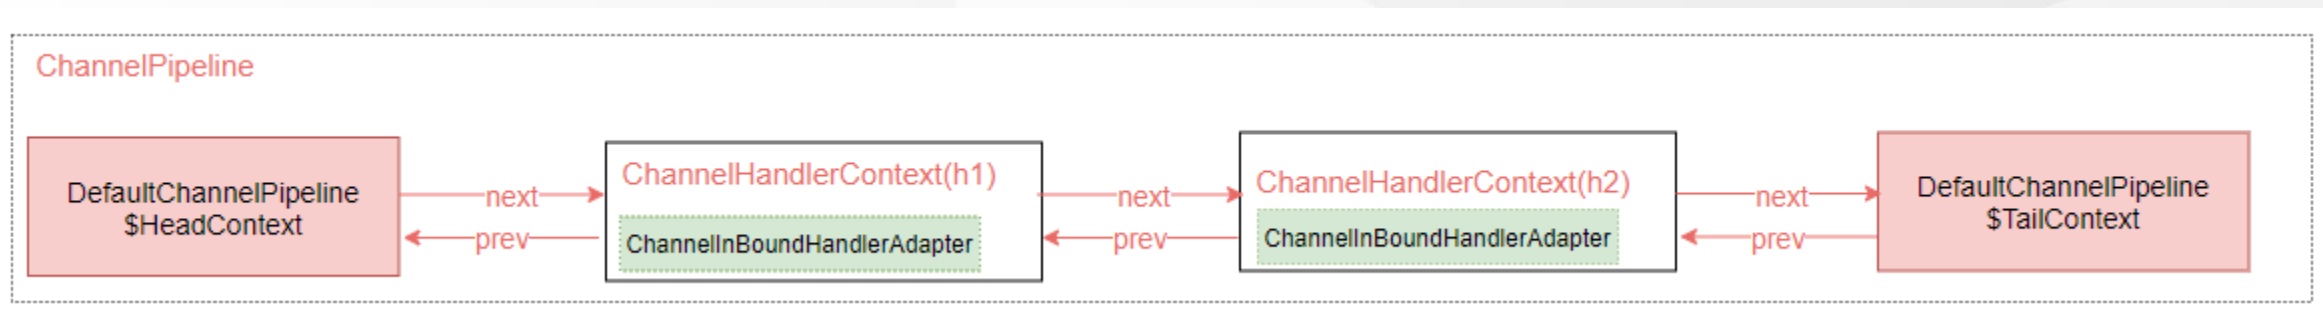 ChannelPipeline
DefaultChannelPipeline
$HeadContext
next
prev
ChannelHandlerContext(h1)
ChannelInBoundHandlerAdapter
next
prev
ChannelHandlerContext(h2)
ChannelInBoundHandlerAdapter
next
prev
DefaultChannelPipeline
$TailContext